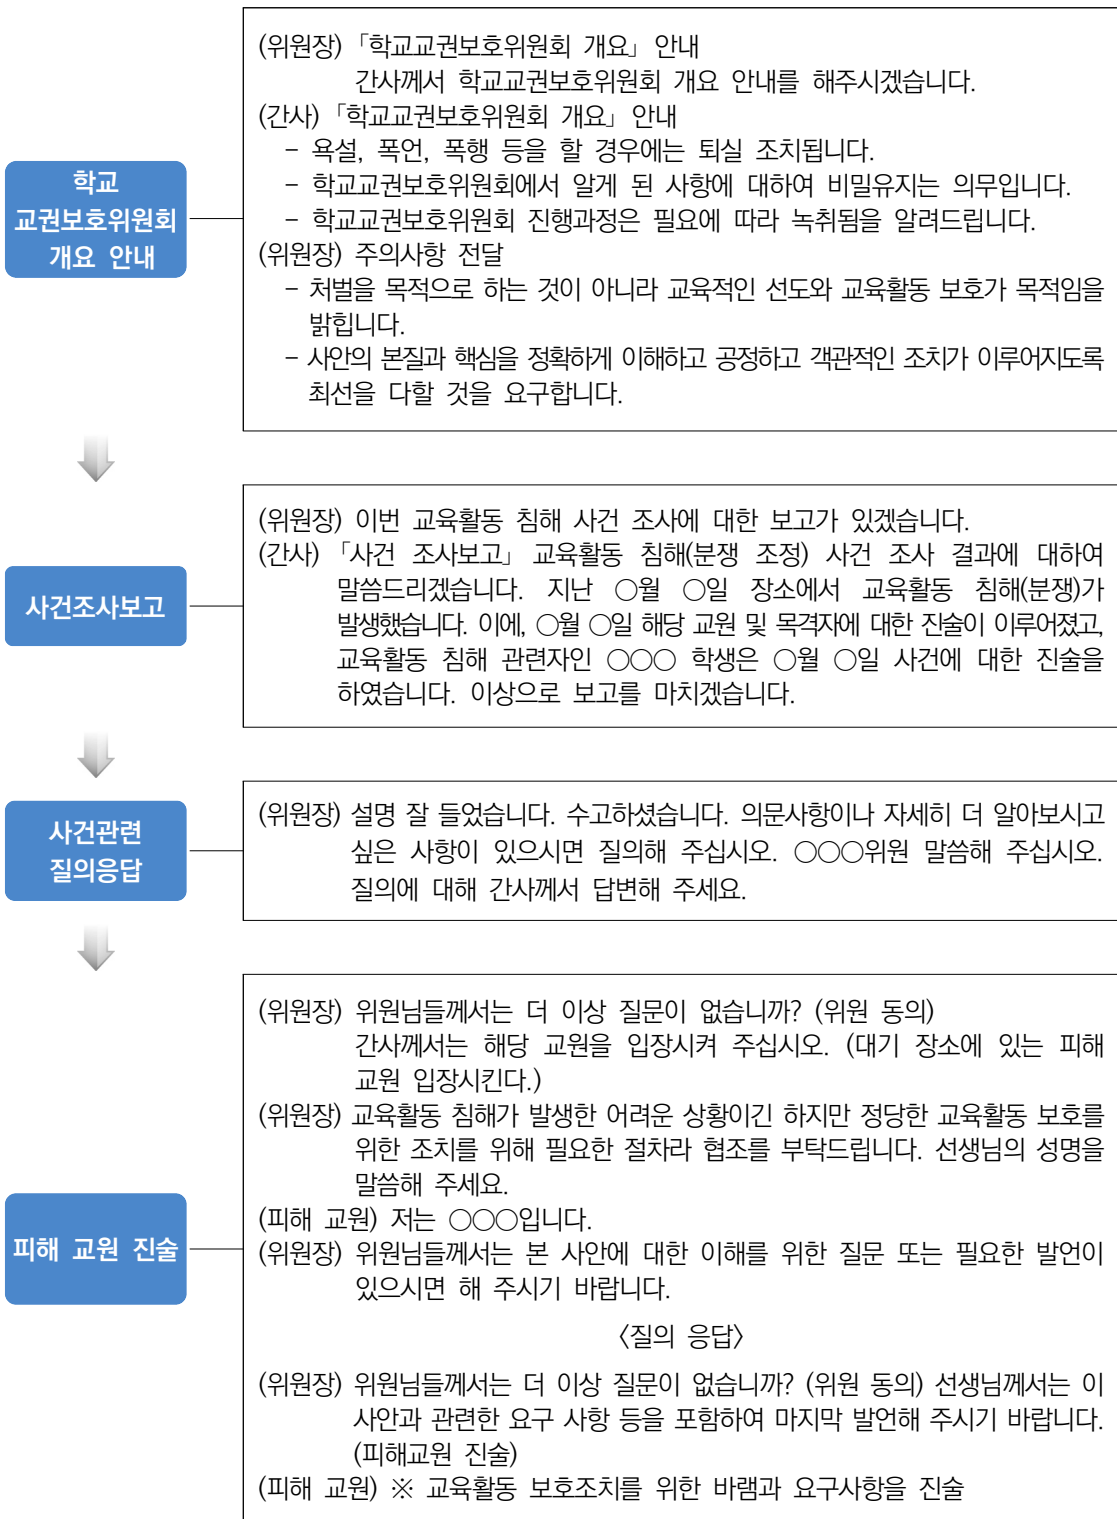 학교
교권보호위원회
개요 안내
(위원장) 「학교교권보호위원회 개요」 안내
간사께서 학교교권보호위원회 개요 안내를 해주시겠습니다.
(간사) 「학교교권보호위원회 개요」 안내
- 욕설, 폭언, 폭행 등을 할 경우에는 퇴실 조치됩니다.
- 학교교권보호위원회에서 알게 된 사항에 대하여 비밀유지는 의무입니다.
- 학교교권보호위원회 진행과정은 필요에 따라 녹취됨을 알려드립니다.
(위원장) 주의사항 전달
- 처벌을 목적으로 하는 것이 아니라 교육적인 선도와 교육활동 보호가 목적임을
밝힙니다.
- 사안의 본질과 핵심을 정확하게 이해하고 공정하고 객관적인 조치가 이루어지도록
최선을 다할 것을 요구합니다.
사건조사보고
(위원장) 이번 교육활동 침해 사건 조사에 대한 보고가 있겠습니다.
(간사) 「사건 조사보고」 교육활동 침해(분쟁 조정) 사건 조사 결과에 대하여
말씀드리겠습니다. 지난 ○월 ○일 장소에서 교육활동 침해(분쟁)가
발생했습니다. 이에, ○월 ○일 해당 교원 및 목격자에 대한 진술이 이루어졌고,
교육활동 침해 관련자인 ○○○ 학생은 ○월 ○일 사건에 대한 진술을
하였습니다. 이상으로 보고를 마치겠습니다.
사건관련
질의응답
(위원장) 설명 잘 들었습니다. 수고하셨습니다. 의문사항이나 자세히 더 알아보시고
싶은 사항이 있으시면 질의해 주십시오. ○○○위원 말씀해 주십시오.
질의에 대해 간사께서 답변해 주세요.
피해 교원 진술
(위원장) 위원님들께서는 더 이상 질문이 없습니까? (위원 동의)
간사께서는 해당 교원을 입장시켜 주십시오. (대기 장소에 있는 피해
교원 입장시킨다.)
(위원장) 교육활동 침해가 발생한 어려운 상황이긴 하지만 정당한 교육활동 보호를
위한 조치를 위해 필요한 절차라 협조를 부탁드립니다. 선생님의 성명을
말씀해 주세요.
(피해 교원) 저는 ○○○입니다.
(위원장) 위원님들께서는 본 사안에 대한 이해를 위한 질문 또는 필요한 발언이
있으시면 해 주시기 바랍니다.
〈질의 응답〉
(위원장) 위원님들께서는 더 이상 질문이 없습니까? (위원 동의) 선생님께서는 이
사안과 관련한 요구 사항 등을 포함하여 마지막 발언해 주시기 바랍니다.
(피해교원 진술)
(피해 교원) ※ 교육활동 보호조치를 위한 바램과 요구사항을 진술